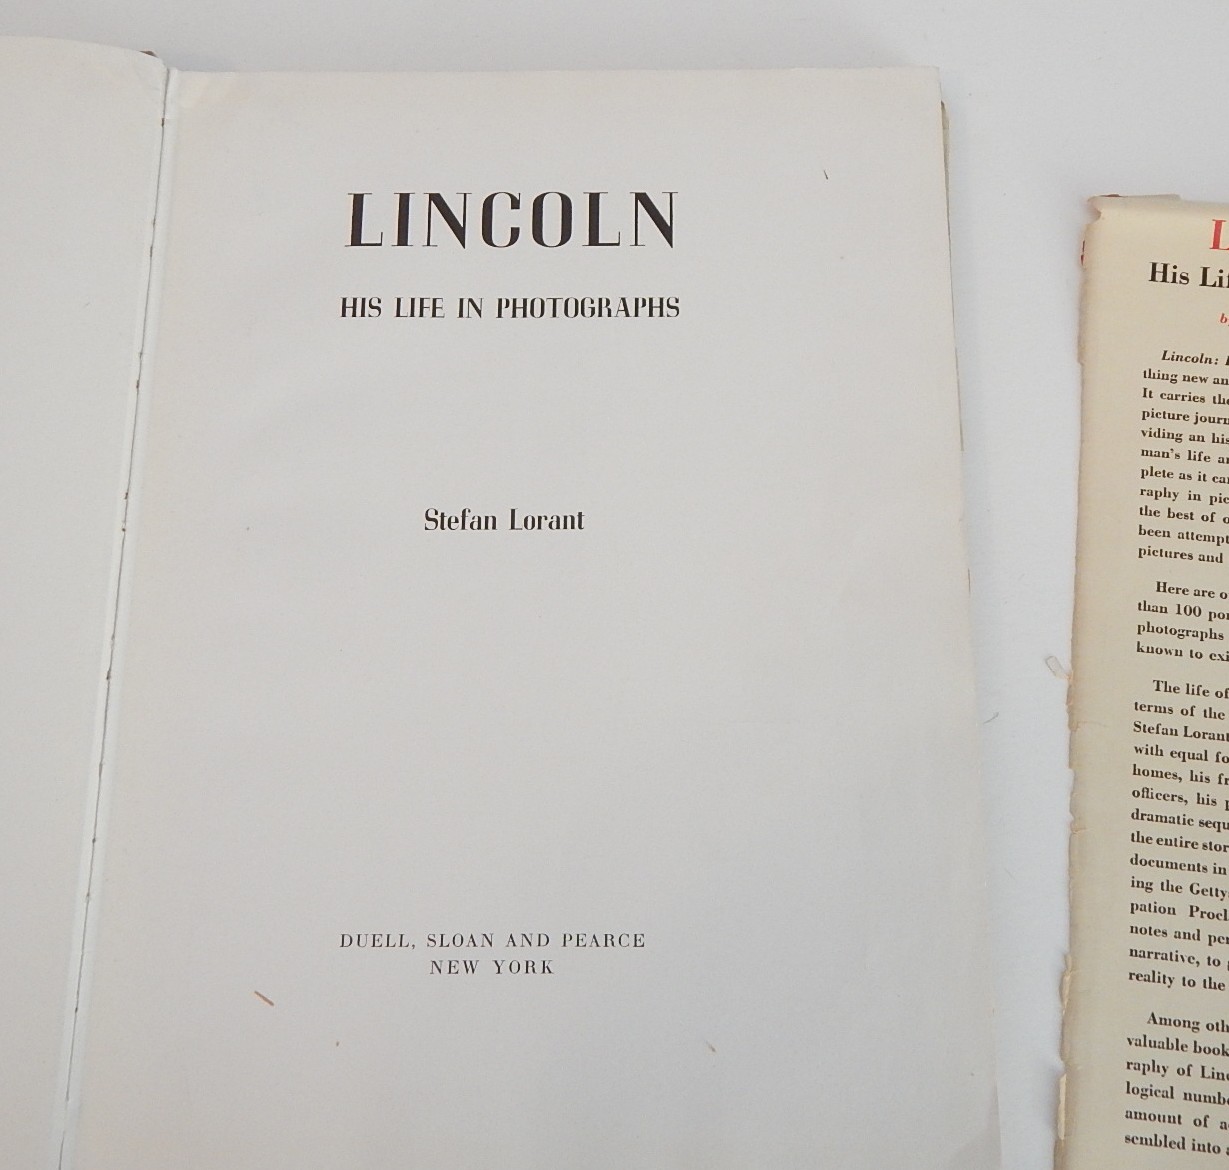 LINCOLN
HIS LIFE IN PHOTOGRAPHS
Stefan Lorant
DUELL, SLOAN AND PEARCE
NEW YORK
L
His
Lincoln:
thing new
It carries
picture
viding an his
man's life
plete as it
raphy in
the best of
been
pictures and
Here are
than 100
photographs
known to
The life of
terms of the
Stefan Lorant
with equal
homes, his
officers, his
dramatic
the entire
documents in
ing the
pation
notes and
narrative, to
reality to the
Among
valuable book
raphy of
logical
amount of
sembled into